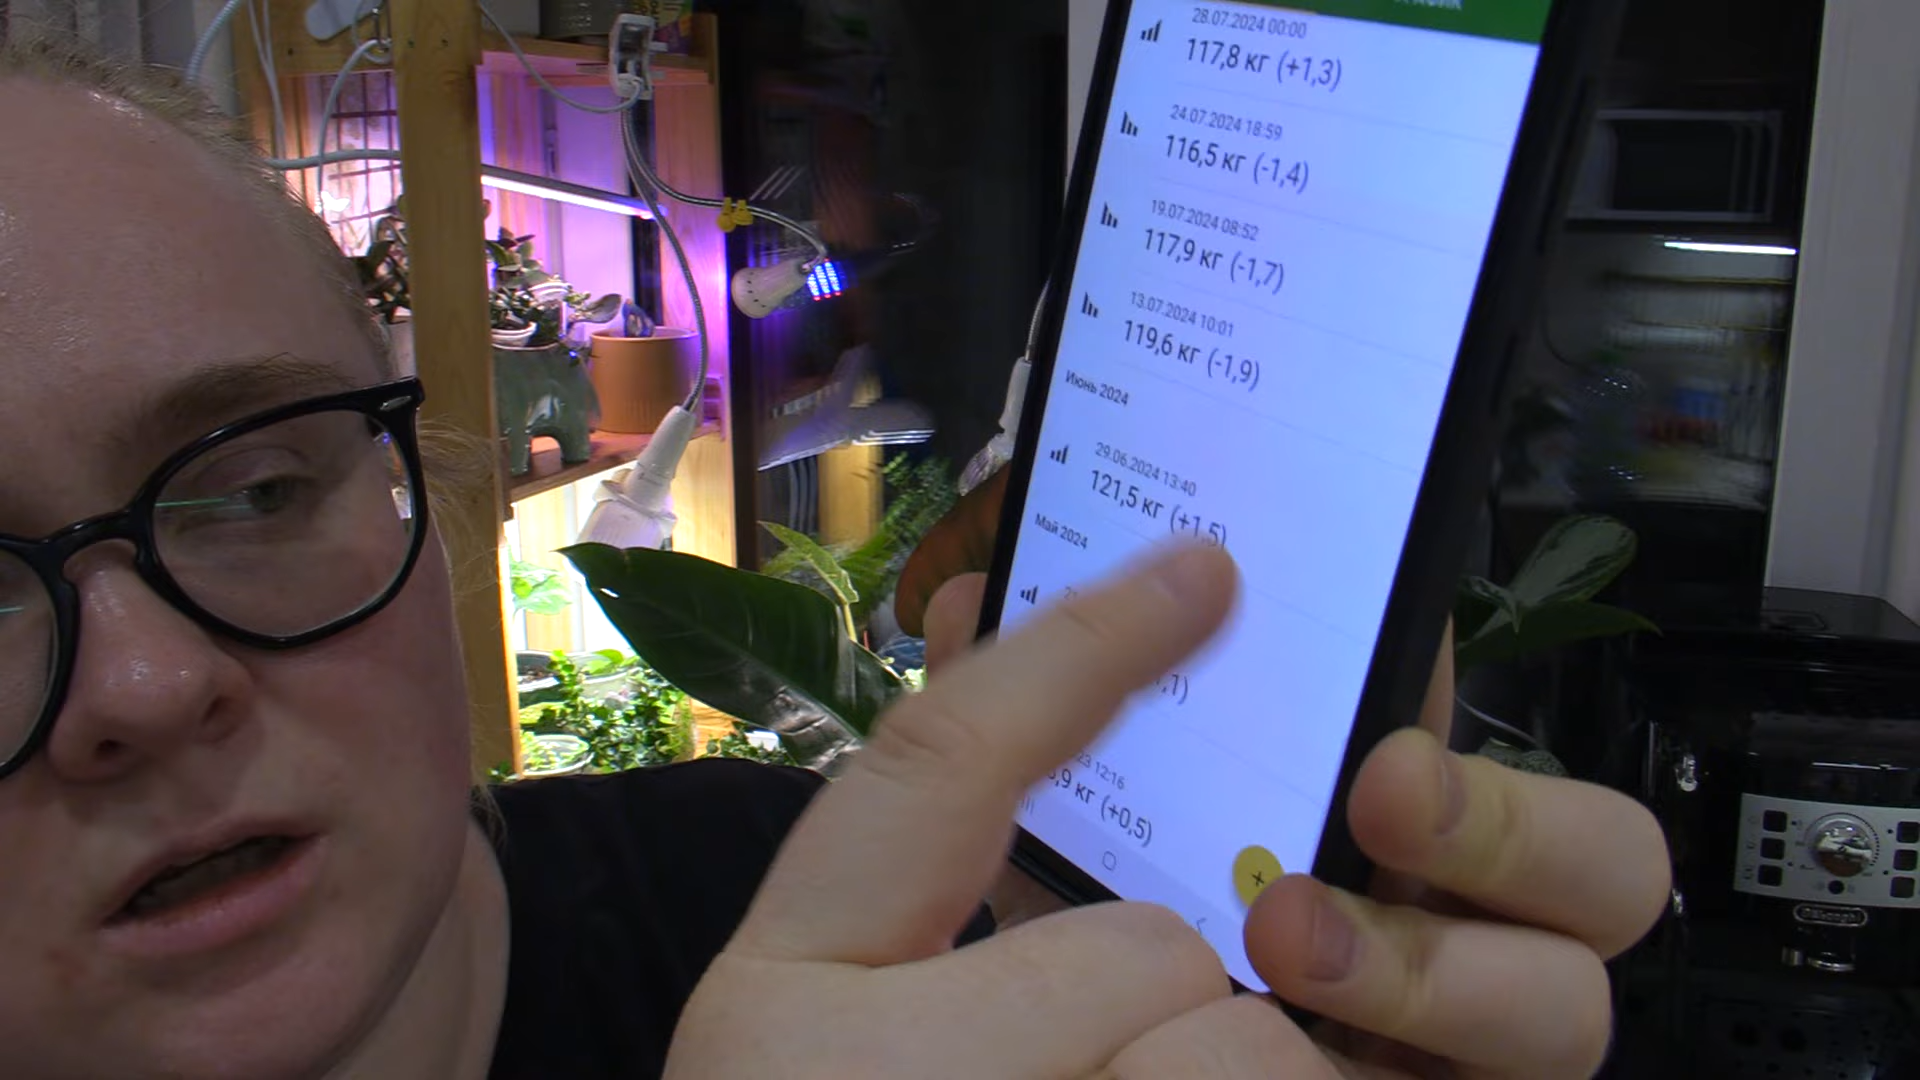 28.07.2024 00:00
117,8 кг (+1,3)
24.07.2024 18:59
116,5 кг (-1,4)
19.07.2024 08:52
117,9 кг (-1,7)
13.07.2024 10:01
119,6 кг (-1,9)
Июнь 2024
29.06.2024 13:40
121,5 кг (+1,5)
Май 2024
12:16
,9 кг (+0,5)
+
DeLonghi